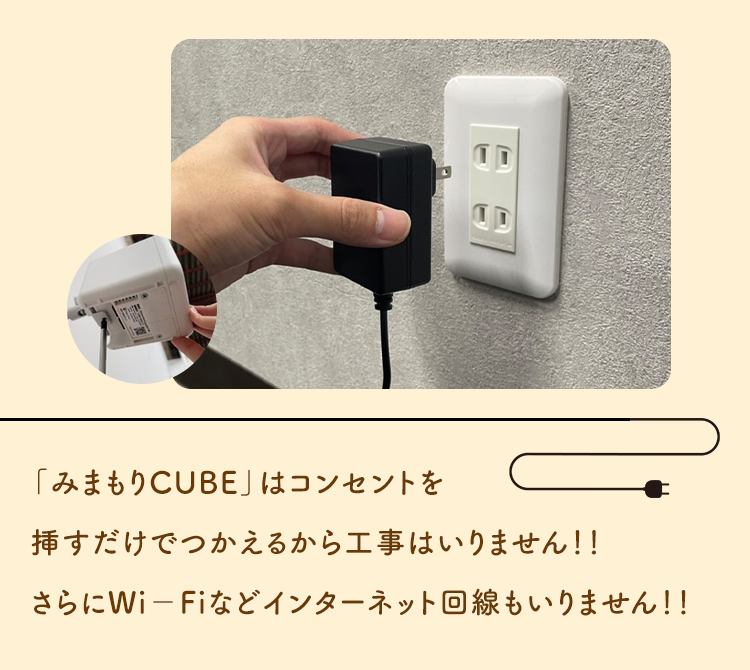 「みまもりCUBE」はコンセントを
挿すだけでつかえるから工事はいりません！！
さらにWi－Fiなどインターネット回線もいりません！！